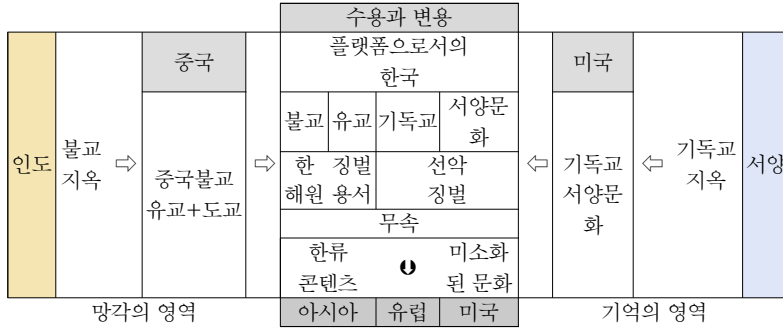 수용과 변용
플랫폼으로서의
한국
중국
미국
불교 유교 기독교 서양문
화
인도
불교
지옥
⇨
중국불교
유교+도교
⇨
한 징벌
해원 용서
선악
징벌
⇦
기독교
서양문
화
⇦
기독교
지옥
서양
무속
한류
콘텐츠
미소화
된 문화
망각의 영역
아시아 유럽 미국
기억의 영역